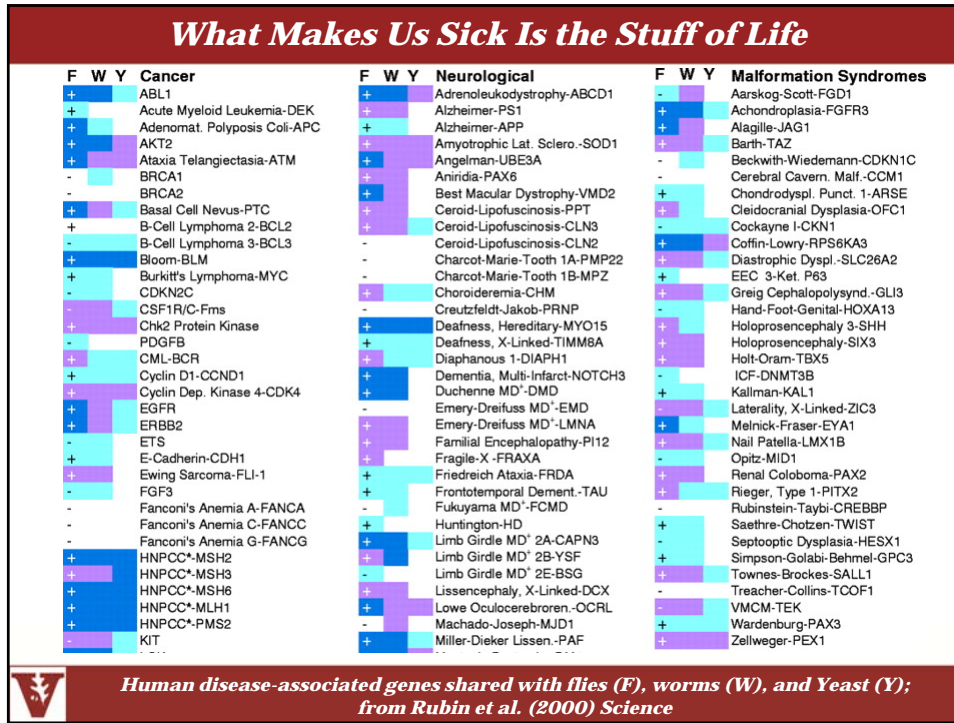 What Makes Us Sick Is the Stuff of Life
F W Y Cancer
+ ABL1
+ Acute Myeloid Leukemia-DEK
+ Adenomat. Polyposis Coli-APC
+ AKT2
+ Ataxia Telangiectasia-ATM
- BRCA1
- BRCA2
+ Basal Cell Nevus-PTC
+ B-Cell Lymphoma 2-BCL2
- B-Cell Lymphoma 3-BCL3
+ Bloom-BLM
+ Burkitt's Lymphoma-MYC
- CDKN2C
- CSF1R/C-Fms
+ Chk2 Protein Kinase
- PDGFB
+ CML-BCR
+ Cyclin D1-CCND1
+ Cyclin Dep. Kinase 4-CDK4
+ EGFR
+ ERBB2
- ETS
+ E-Cadherin-CDH1
+ Ewing Sarcoma-FLI-1
- FGF3
- Fanconi's Anemia A-FANCA
- Fanconi's Anemia C-FANCC
- Fanconi's Anemia G-FANCG
+ HNPCC*-MSH2
+ HNPCC*-MSH3
+ HNPCC*-MSH6
+ HNPCC*-MLH1
+ HNPCC*-PMS2
- KIT
F W Y Neurological
+ Adrenoleukodystrophy-ABCD1
+ Alzheimer-PS1
+ Alzheimer-APP
+ Amyotrophic Lat. Sclero.-SOD1
+ Angelman-UBE3A
+ Aniridia-PAX6
+ Best Macular Dystrophy-VMD2
+ Ceroid-Lipofuscinosis-PPT
+ Ceroid-Lipofuscinosis-CLN3
- Ceroid-Lipofuscinosis-CLN2
- Charcot-Marie-Tooth 1A-PMP22
- Charcot-Marie-Tooth 1B-MPZ
+ Choroideremia-CHM
- Creutzfeldt-Jakob-PRNP
+ Deafness, Hereditary-MYO15
+ Deafness, X-Linked-TIMM8A
+ Diaphanous 1-DIAPH1
+ Dementia, Multi-Infarct-NOTCH3
+ Duchenne MD⁺-DMD
- Emery-Dreifuss MD⁺-EMD
+ Emery-Dreifuss MD⁺-LMNA
+ Familial Encephalopathy-PI12
+ Fragile-X -FRAXA
+ Friedreich Ataxia-FRDA
+ Frontotemporal Dement.-TAU
- Fukuyama MD⁺-FCMD
+ Huntington-HD
+ Limb Girdle MD⁺ 2A-CAPN3
+ Limb Girdle MD⁺ 2B-YSF
- Limb Girdle MD⁺ 2E-BSG
+ Lissencephaly, X-Linked-DCX
+ Lowe Oculocerebroren.-OCRL
- Machado-Joseph-MJD1
+ Miller-Dieker Lissen.-PAF
F W Y Malformation Syndromes
- Aarskog-Scott-FGD1
+ Achondroplasia-FGFR3
+ Alagille-JAG1
+ Barth-TAZ
- Beckwith-Wiedemann-CDKN1C
- Cerebral Cavern. Malf.-CCM1
+ Chondrodyspl. Punct. 1-ARSE
+ Cleidocranial Dysplasia-OFC1
- Cockayne I-CKN1
+ Coffin-Lowry-RPS6KA3
+ Diastrophic Dyspl.-SLC26A2
+ EEC 3-Ket. P63
+ Greig Cephalopolysynd.-GLI3
- Hand-Foot-Genital-HOXA13
+ Holoprosencephaly 3-SHH
+ Holoprosencephaly-SIX3
+ Holt-Oram-TBX5
- ICF-DNMT3B
+ Kallman-KAL1
- Laterality, X-Linked-ZIC3
+ Melnick-Fraser-EYA1
+ Nail Patella-LMX1B
- Opitz-MID1
+ Renal Coloboma-PAX2
+ Rieger, Type 1-PITX2
- Rubinstein-Taybi-CREBBP
+ Saethre-Chotzen-TWIST
- Septooptic Dysplasia-HESX1
+ Simpson-Golabi-Behmel-GPC3
+ Townes-Brockes-SALL1
- Treacher-Collins-TCOF1
- VMCM-TEK
+ Wardenburg-PAX3
+ Zellweger-PEX1
V
Human disease-associated genes shared with flies (F), worms (W), and Yeast (Y);
from Rubin et al. (2000) Science